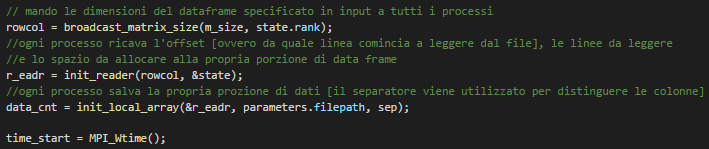 // mando le dimensioni del dataframe specificato in input a tutti i processi
rowcol = broadcast_matrix_size(m_size, state.rank);
//ogni processo ricava l'offset [ovvero da quale linea comincia a leggere dal file], le linee da leggere
//e lo spazio da allocare alla propria porzione di data frame
r_eadr = init_reader(rowcol, &state);
//ogni processo salva la propria prozione di dati [il separatore viene utilizzato per distinguere le colonne]
data_cnt = init_local_array(&r_eadr, parameters.filepath, sep);
time_start = MPI_Wtime();